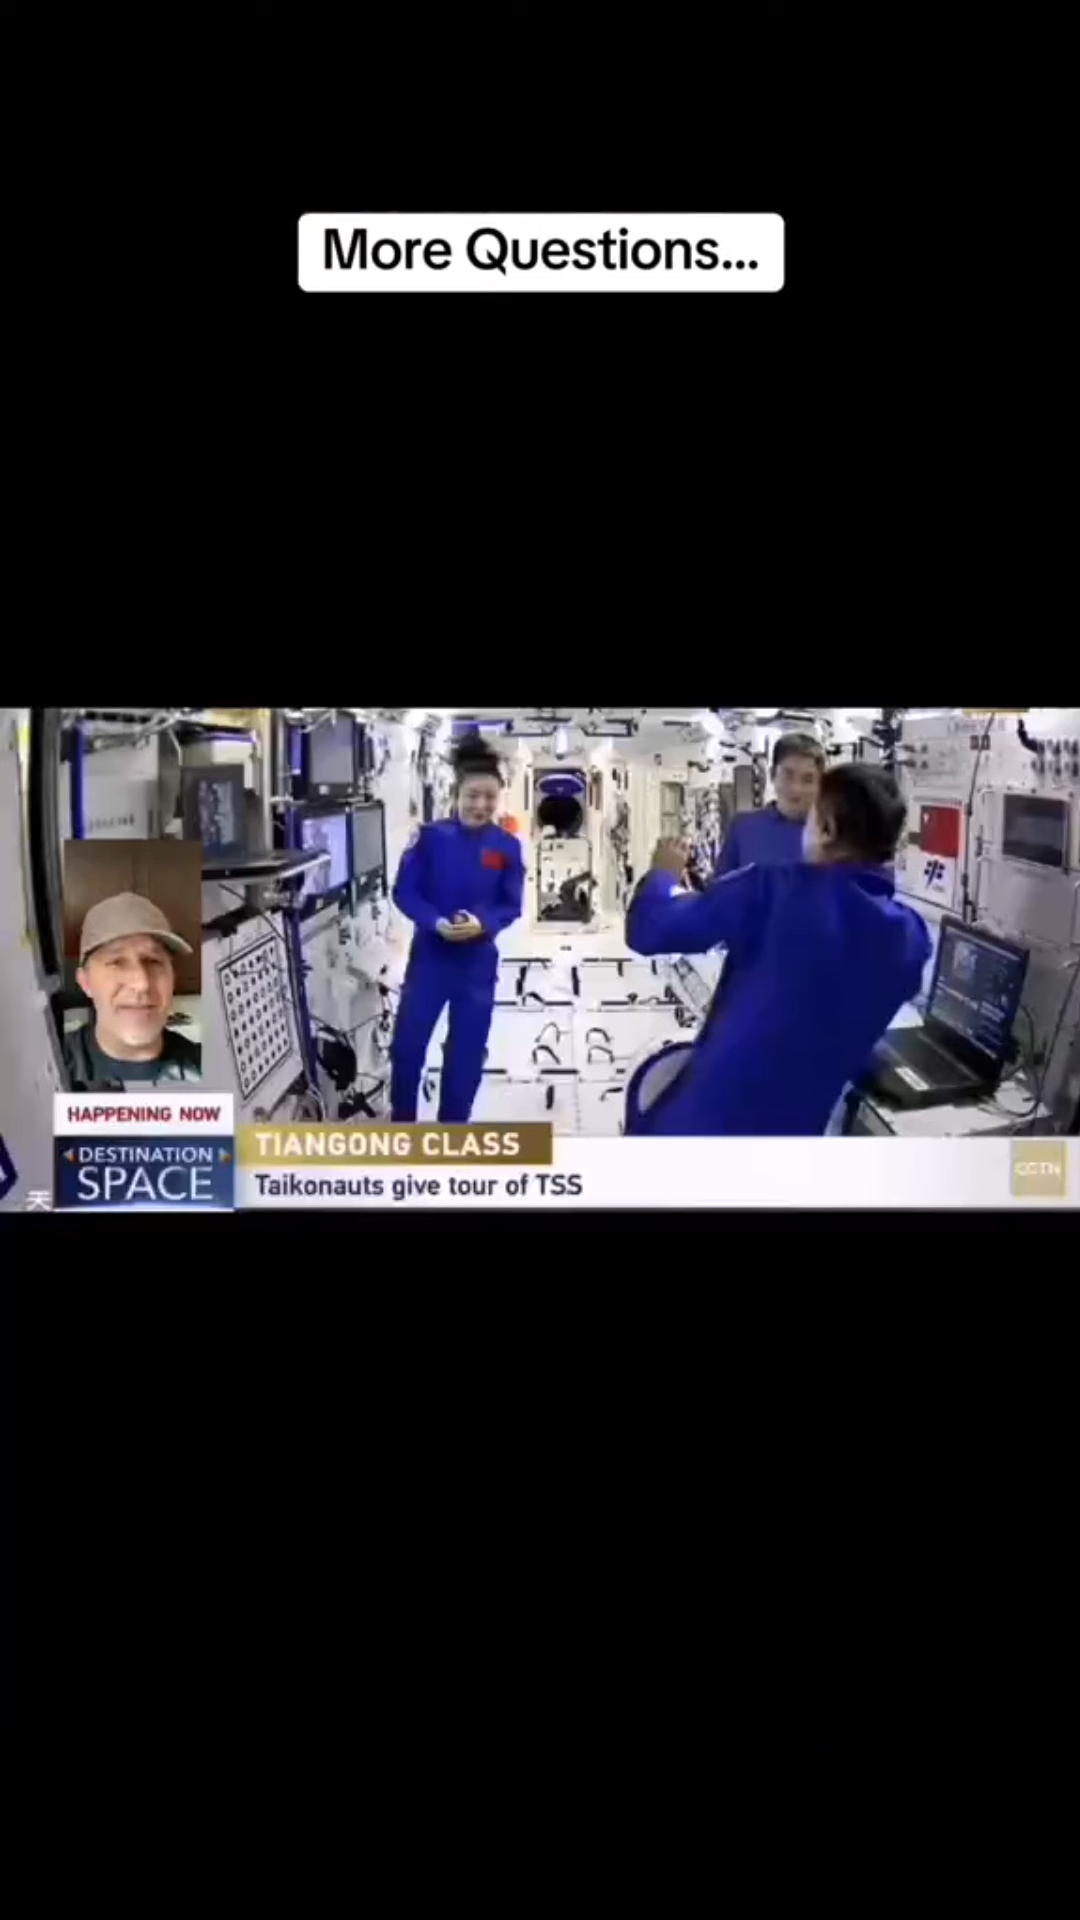 More Questions...
HAPPENING NOW
DESTINATION
SPACE
TIANGONG CLASS
Taikonauts give tour of TSS
CGTN
天